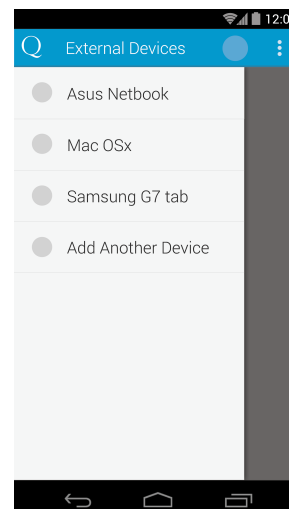 12:0
Q External Devices
Asus Netbook
Mac OSx
Samsung G7 tab
Add Another Device